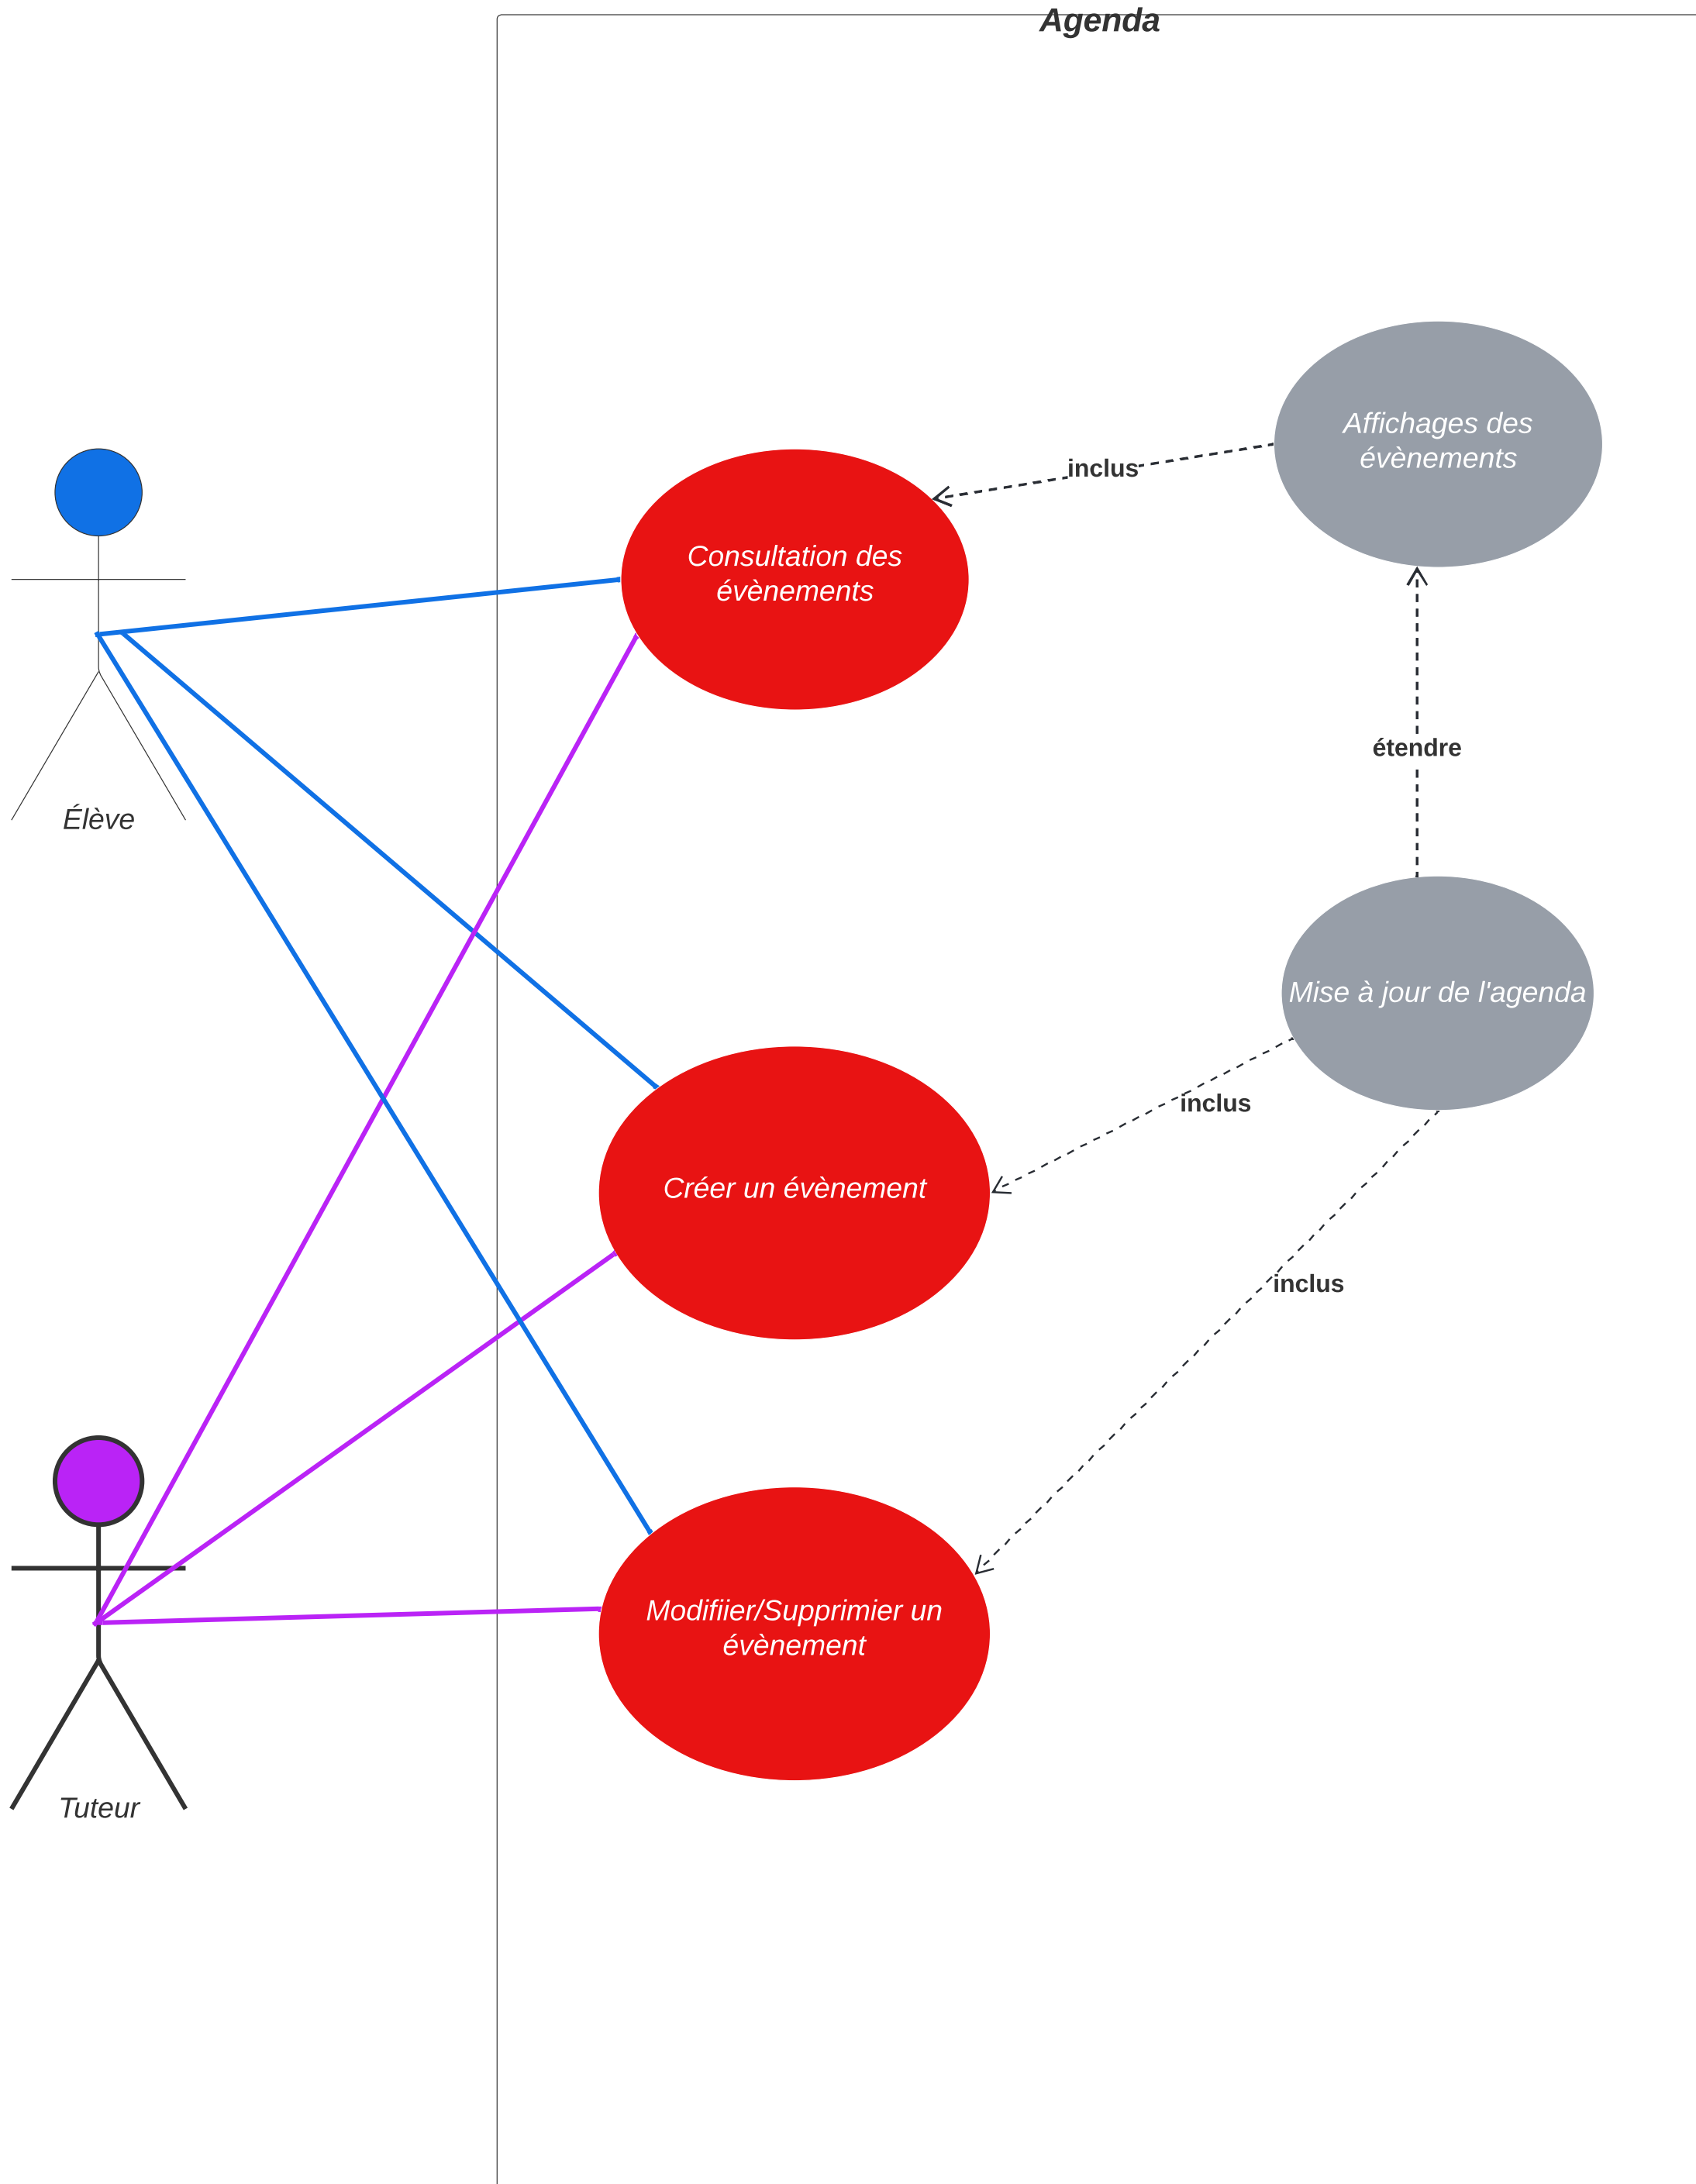 Agenda
Affichages des
évènements
inclus
Consultation des
évènements
étendre
Élève
Mise à jour de l'agenda
inclus
Créer un évènement
inclus
Modifiier/Supprimier un
évènement
Tuteur